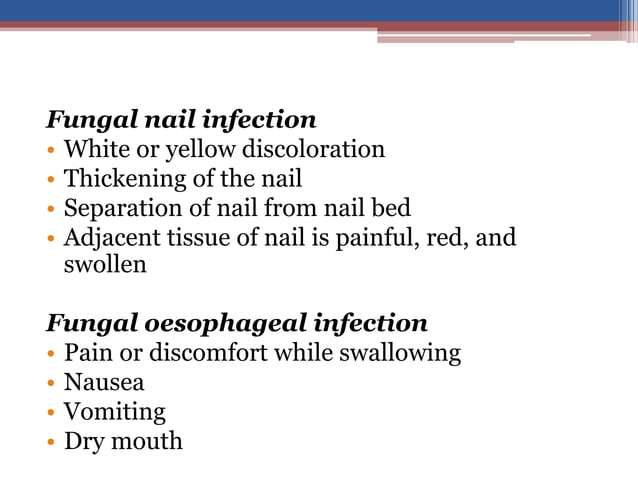 Fungal nail infection
• White or yellow discoloration
• Thickening of the nail
• Separation of nail from nail bed
• Adjacent tissue of nail is painful, red, and
swollen
Fungal oesophageal infection
• Pain or discomfort while swallowing
• Nausea
• Vomiting
• Dry mouth